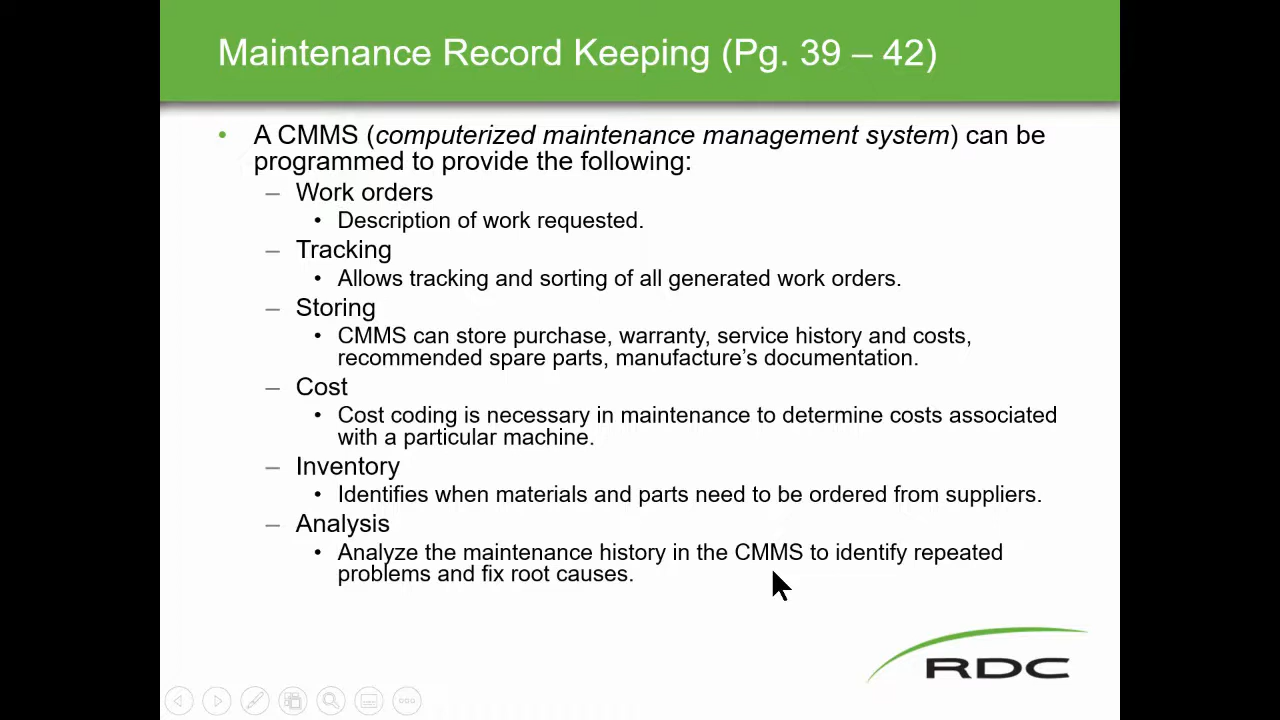 Maintenance Record Keeping (Pg. 39 – 42)
• A CMMS (computerized maintenance management system) can be
programmed to provide the following:
– Work orders
• Description of work requested.
– Tracking
• Allows tracking and sorting of all generated work orders.
– Storing
• CMMS can store purchase, warranty, service history and costs,
recommended spare parts, manufacture's documentation.
– Cost
• Cost coding is necessary in maintenance to determine costs associated
with a particular machine.
– Inventory
• Identifies when materials and parts need to be ordered from suppliers.
– Analysis
• Analyze the maintenance history in the CMMS to identify repeated
problems and fix root causes.
RDC